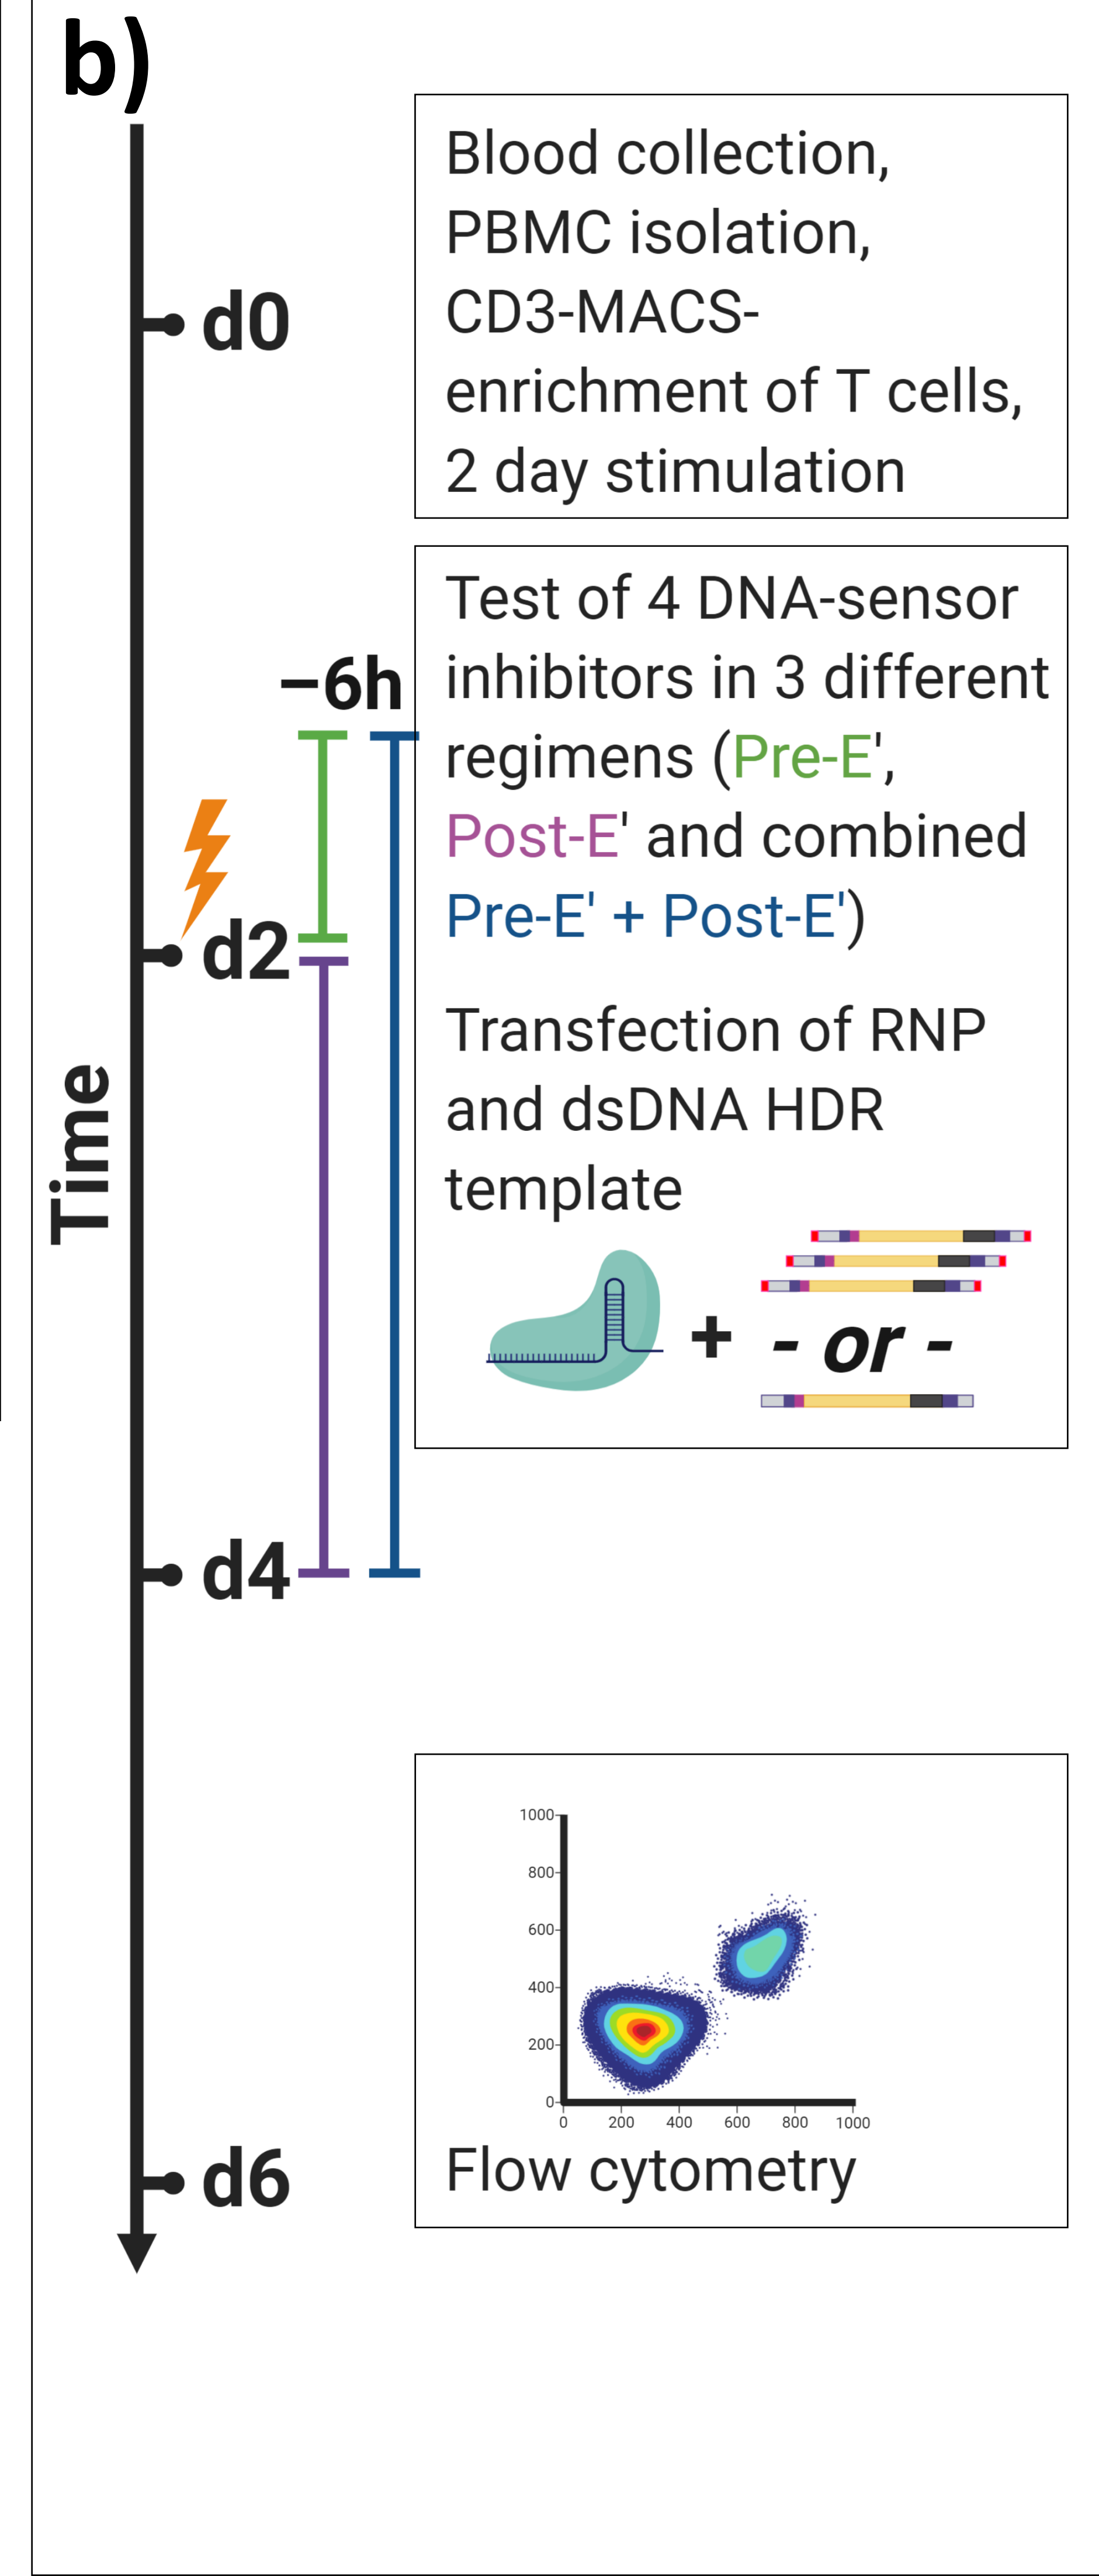 b)
Blood collection,
PBMC isolation,
CD3-MACS-
enrichment of T cells,
2 day stimulation
d0
Test of 4 DNA-sensor
inhibitors in 3 different
regimens (Pre-E',
Post-E' and combined
Pre-E' + Post-E')
–6h
d2
Transfection of RNP
and dsDNA HDR
template
+
- or -
Time
d4
1000
800
600
400
200
0
0 200 400 600 800 1000
Flow cytometry
d6